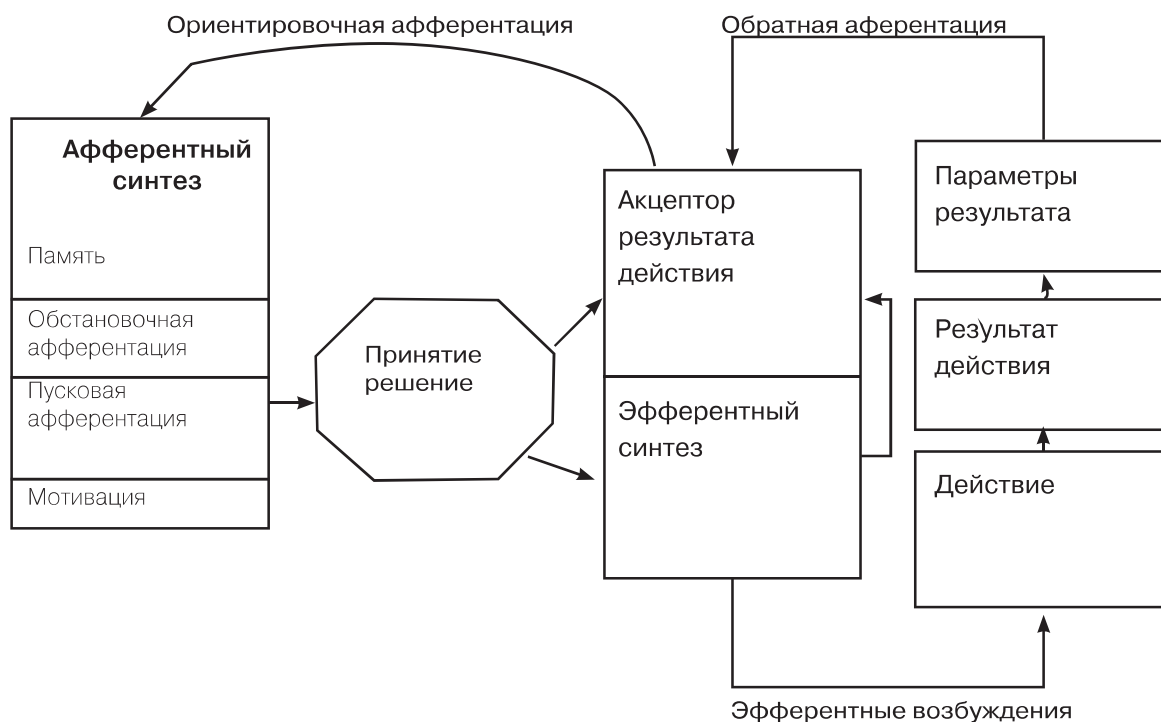 Ориентировочная афферентация
Обратная аферентация
Афферентный
синтез
Память
Обстановочная
афферентация
Пусковая
афферентация
Мотивация
Принятие
решение
Акцептор
результата
действия
Эфферентный
синтез
Параметры
результата
Результат
действия
Действие
Эфферентные возбуждения